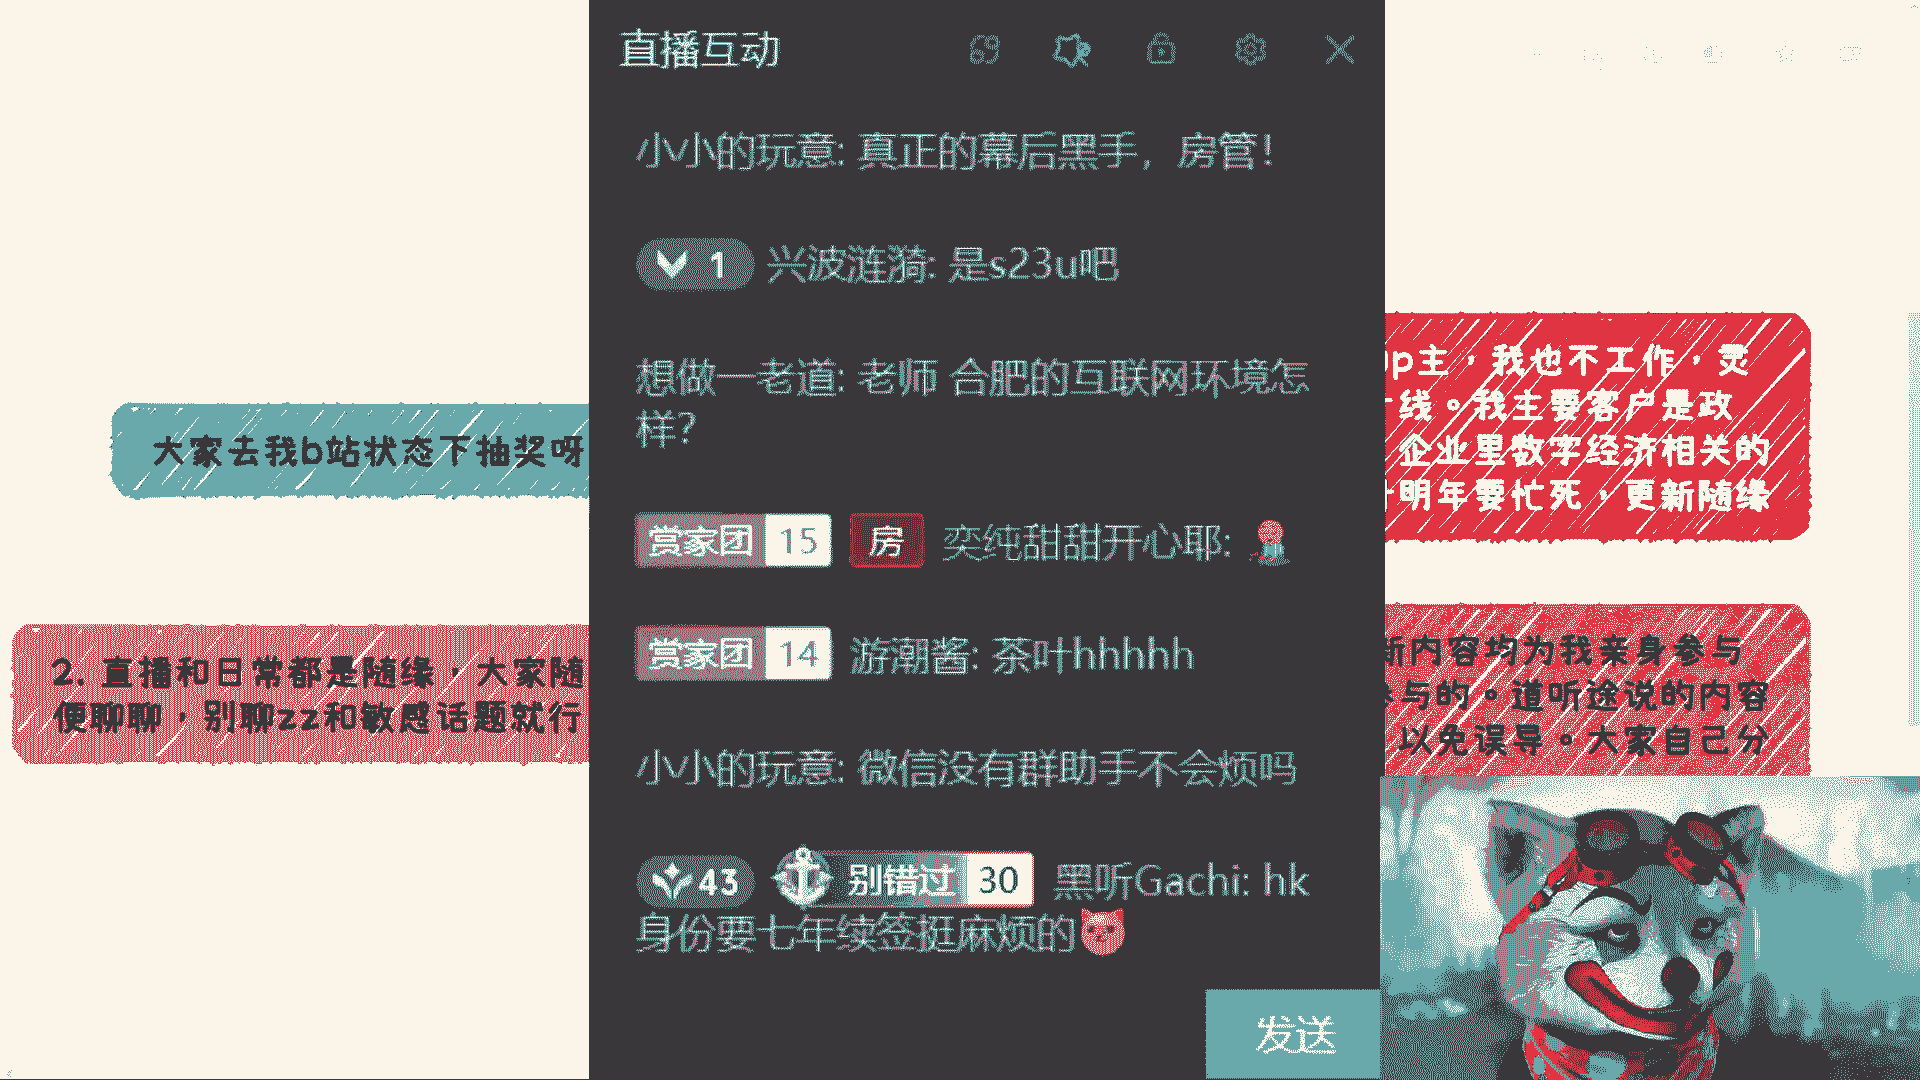 直播互动
小小的玩意: 真正的幕后黑手，房管！
1 兴波涟漪: 是s23u吧
想做一老道: 老师 合肥的互联网环境怎
样?
赏家团 15 房 奕纯甜甜开心耶:
赏家团 14 游潮酱: 茶叶hhhhh
小小的玩意: 微信没有群助手不会烦吗
43 别错过 30 黑听Gachi: hk
身份要七年续签挺麻烦的
发送
大家去我b站状态下抽奖呀
2. 直播和日常都是随缘，大家随
便聊聊，别聊zz和敏感话题就行
p主，我也不工作，灵
线。我主要客户是政
企业里数字经济相关的
明年要忙死，更新随缘
内容均为我亲身参与
与的。道听途说的内容
以免误导。大家自己分